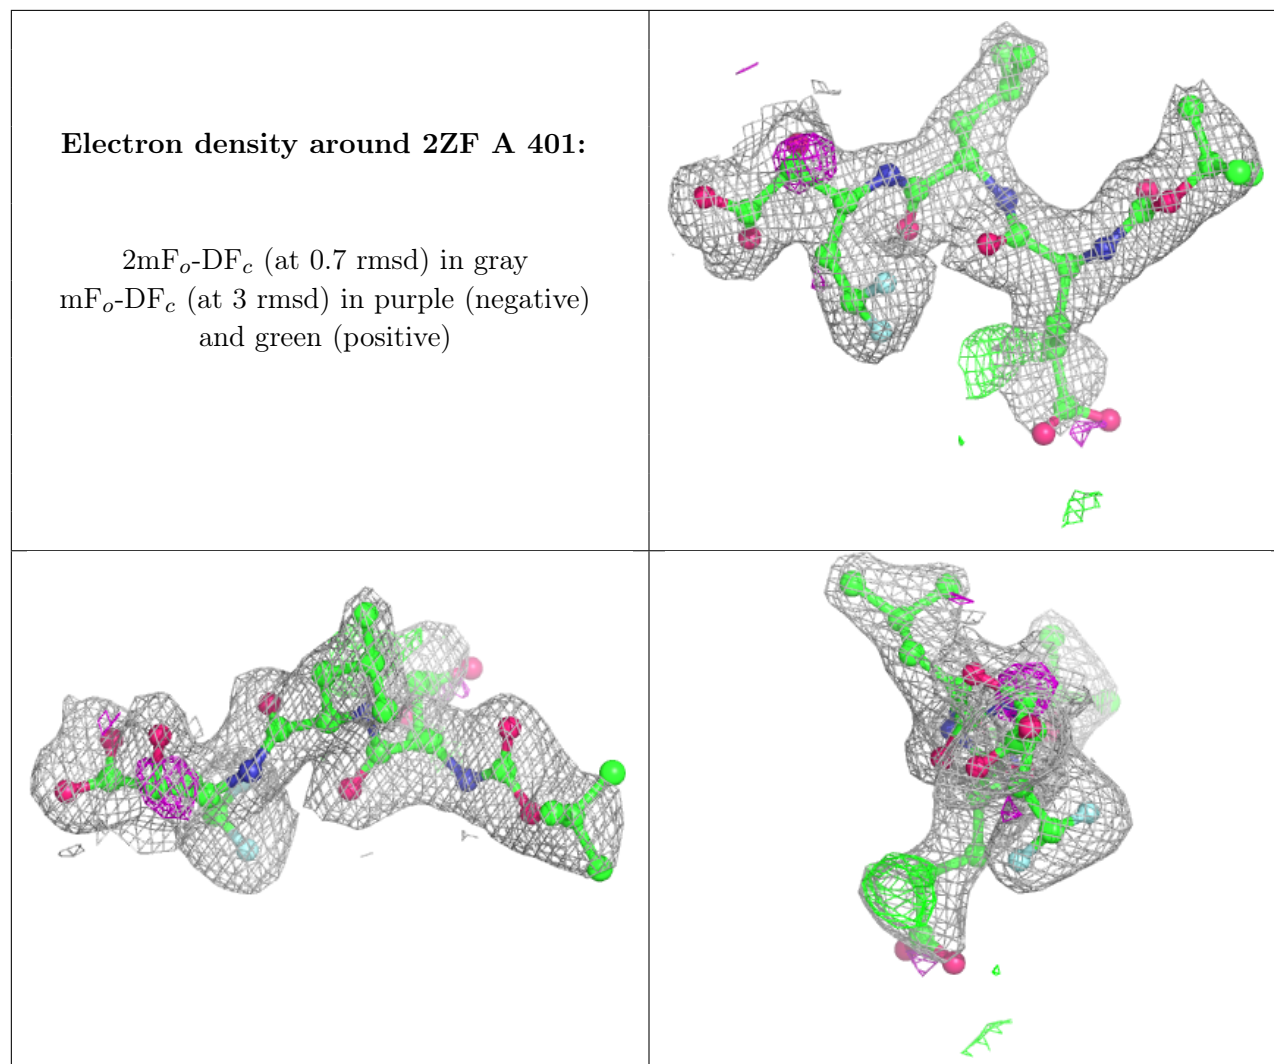 Electron density around 2ZF A 401:
2mFₒ-DF𝒸 (at 0.7 rmsd) in gray
mFₒ-DF𝒸 (at 3 rmsd) in purple (negative)
and green (positive)